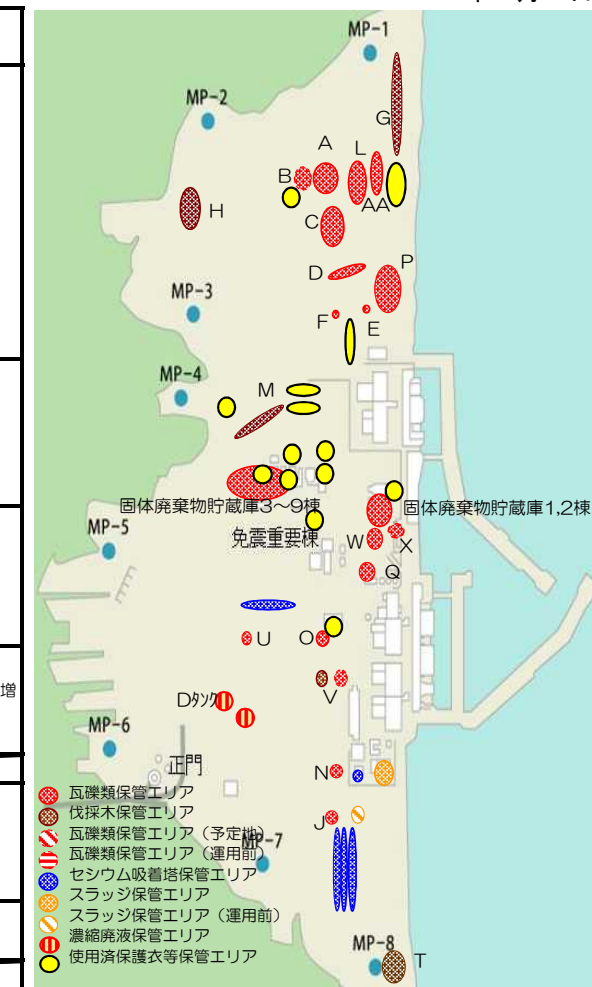 MP-1
G
MP-2
A
L
B
AA
H
C
D
P
MP-3
F
E
MP-4
M
固体廃棄物貯蔵庫3～9棟
固体廃棄物貯蔵庫1,2棟
MP-5
免震重要棟
W
X
Q
U
O
増
V
Dタンク
MP-6
正門
N
瓦礫類保管エリア
伐採木保管エリア
J
瓦礫類保管エリア（予定地）
瓦礫類保管エリア（運用前）
MP-7
セシウム吸着塔保管エリア
スラッジ保管エリア
スラッジ保管エリア（運用前）
濃縮廃液保管エリア
使用済保護衣等保管エリア
MP-8
T